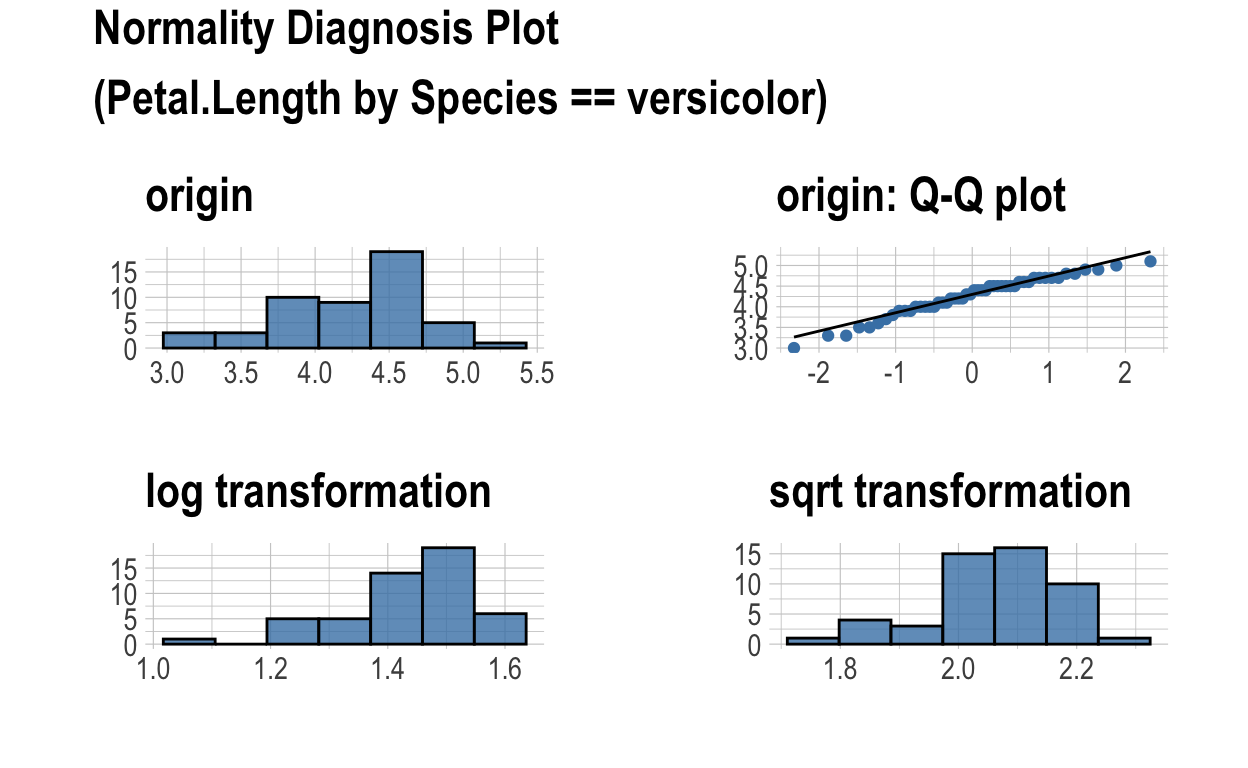 Normality Diagnosis Plot
(Petal.Length by Species == versicolor)
origin
15
10
5
0
3.0 3.5 4.0 4.5 5.0 5.5
origin: Q-Q plot
5.0
4.5
4.0
3.5
3.0
-2 -1 0 1 2
log transformation
15
10
5
0
1.0 1.2 1.4 1.6
sqrt transformation
15
10
5
0
1.8 2.0 2.2